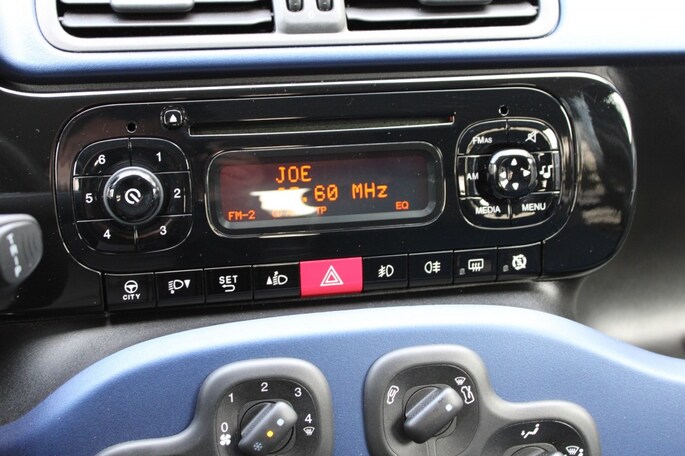 6 1
5 2
4 3
JOE
.60 MHz
FM-2 TP EQ
FMAS
AM
MEDIA MENU
CITY
SET
0 1 2 3 4